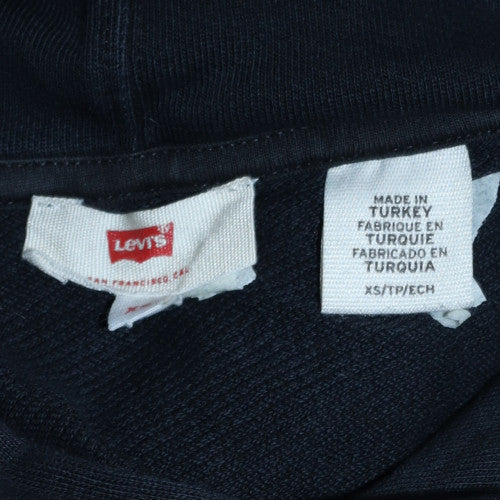 Levi's
SAN FRANCISCO, CAL
MADE IN
TURKEY
FABRIQUE EN
TURQUIE
FABRICADO EN
TURQUIA
XS/TP/ECH